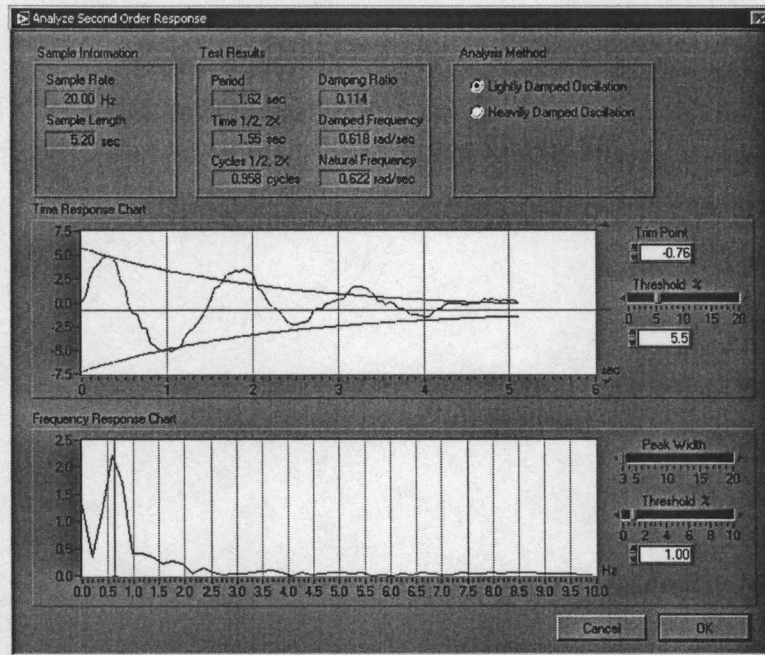 Analyze Second Order Response
Sample Information
Sample Rate
20.00 Hz
Sample Length
5.20 sec
Test Results
Period
1.62 sec
Time 1/2, 2X
1.55 sec
Cycles 1/2, 2X
0.958 cycles
Damping Ratio
0.114
Damped Frequency
0.618 rad/sec
Natural Frequency
0.622 rad/sec
Analysis Method
Lightly Damped Oscillation
Heavily Damped Oscillation
Time Response Chart
7.5
5.0
2.5
0.0
-2.5
-5.0
-7.5
0 1 2 3 4 5 6
sec
Trim Point
-0.76
Threshold %
0 5 10 15 20
5.5
Frequency Response Chart
2.5
2.0
1.5
1.0
0.5
0.0
0.0 0.5 1.0 1.5 2.0 2.5 3.0 3.5 4.0 4.5 5.0 5.5 6.0 6.5 7.0 7.5 8.0 8.5 9.0 9.5 10.0
Hz
Peak Width
3 5 10 15 20
Threshold %
0 2 4 6 8 10
1.00
Cancel OK